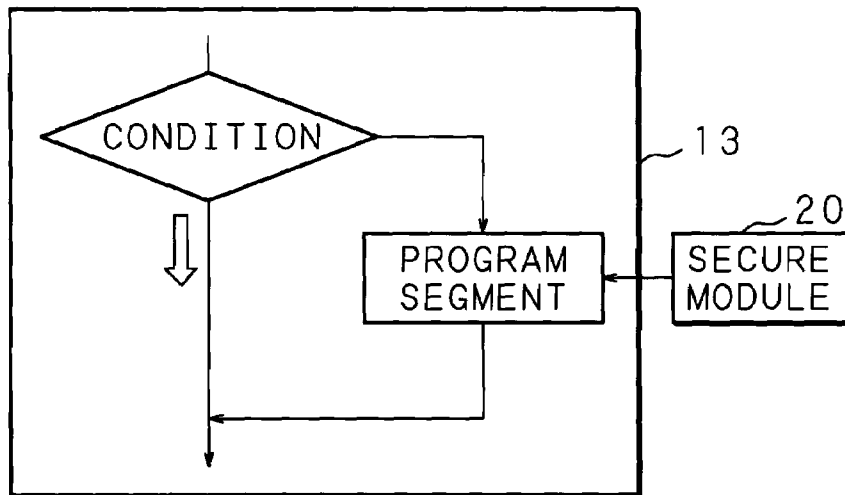 CONDITION
13
20
PROGRAM
SEGMENT
SECURE
MODULE